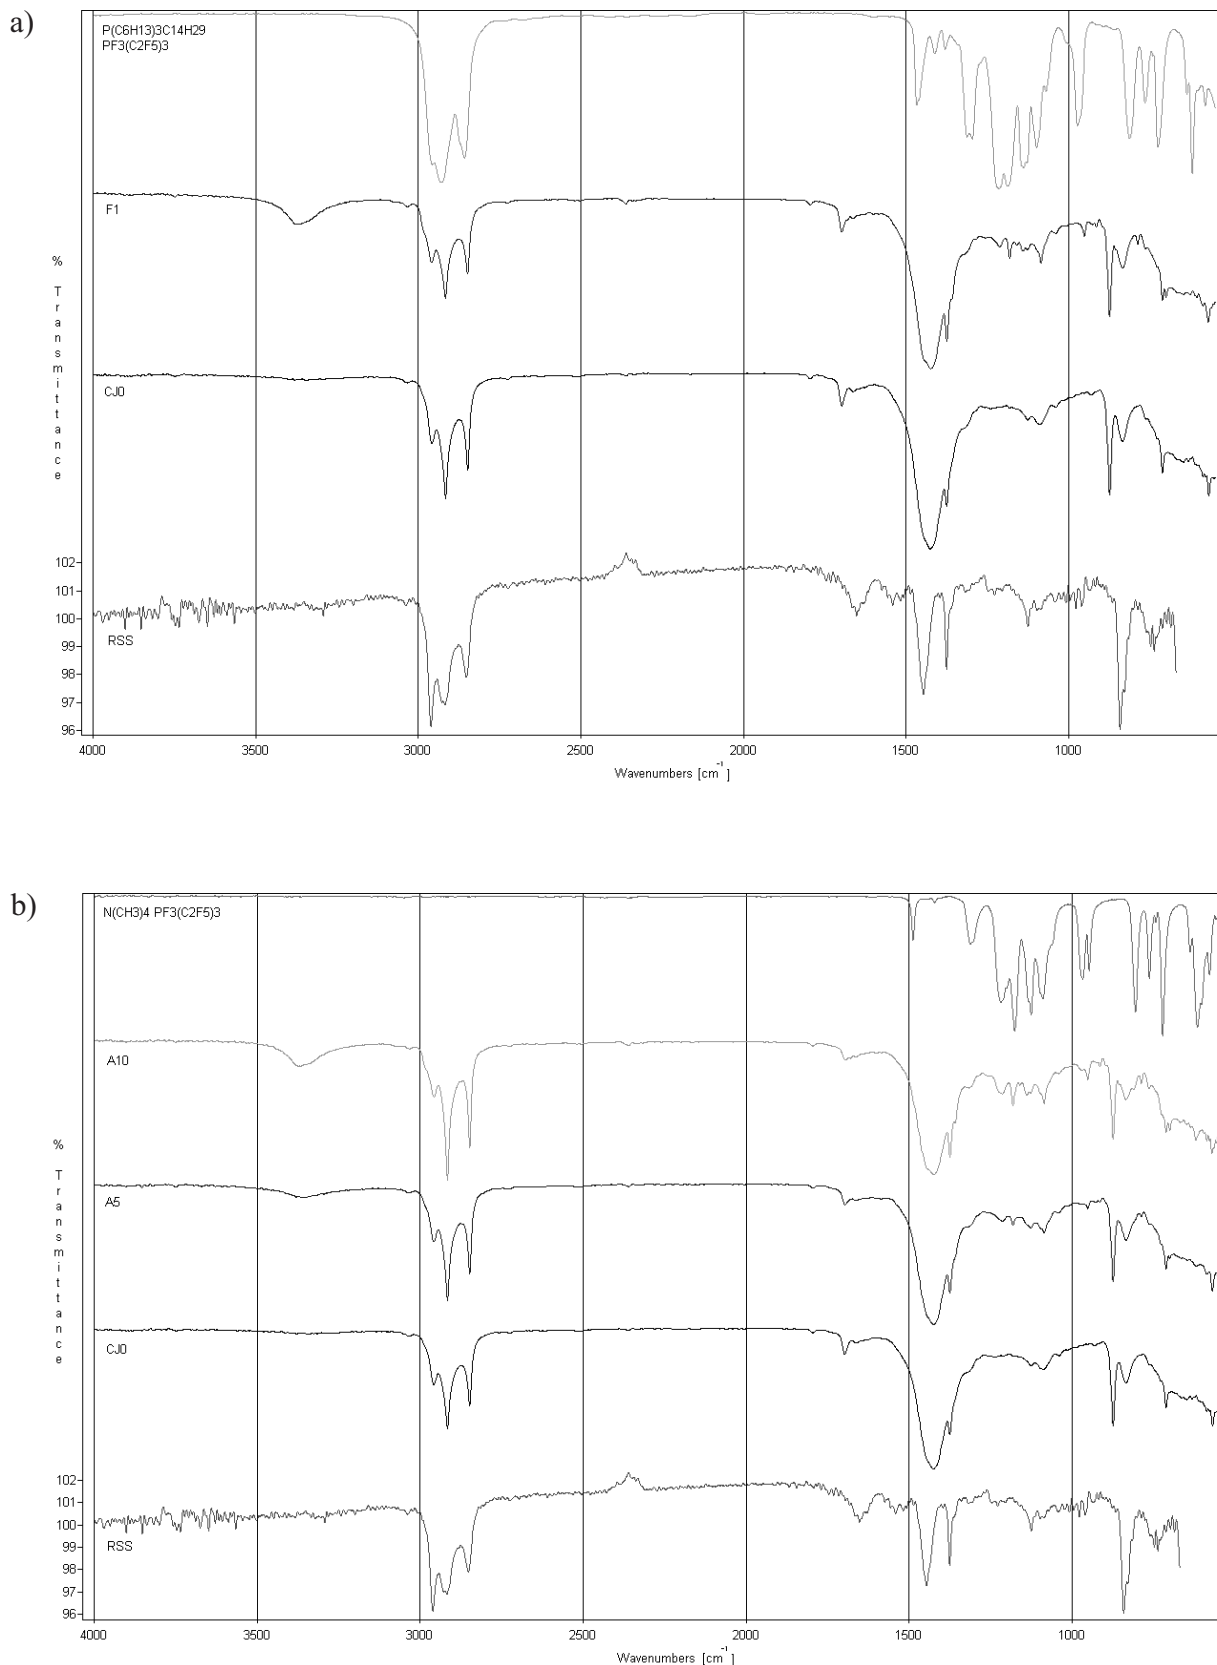 a)
P(C6H13)3C14H29
PF3(C2F5)3
F1
% Transmittance
CJ0
102
101
100
RSS
99
98
97
96
4000 3500 3000 2500 2000 1500 1000
Wavenumbers [cm-1]
b)
N(CH3)4 PF3(C2F5)3
A10
% Transmittance
A5
CJ0
102
101
100
RSS
99
98
97
96
4000 3500 3000 2500 2000 1500 1000
Wavenumbers [cm-1]